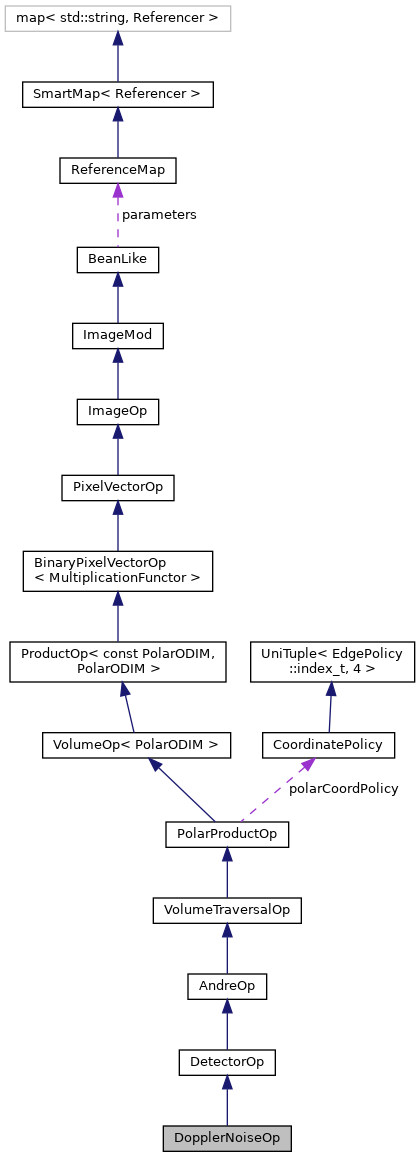 map< std::string, Referencer >
SmartMap< Referencer >
ReferenceMap
parameters
BeanLike
ImageMod
ImageOp
PixelVectorOp
BinaryPixelVectorOp
< MultiplicationFunctor >
ProductOp< const PolarODIM,
PolarODIM >
UniTuple< EdgePolicy
::index_t, 4 >
VolumeOp< PolarODIM >
CoordinatePolicy
polarCoordPolicy
PolarProductOp
VolumeTraversalOp
AndreOp
DetectorOp
DopplerNoiseOp